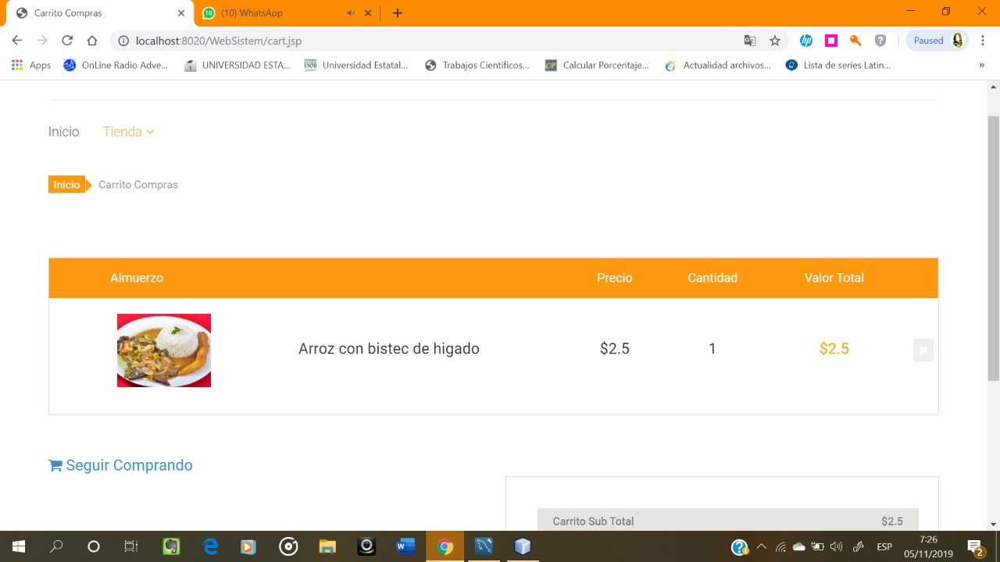 Carrito Compras
10 (10) WhatsApp
localhost:8020/WebSistem/cart.jsp
hp
Paused
Apps
OnLine Radio Adve...
UNIVERSIDAD ESTA...
Universidad Estatal...
Trabajos Cientificos...
Calcular Porcentaje...
Actualidad archivos...
Lista de series Latin...
»
Inicio
Tienda
Inicio
Carrito Compras
Almuerzo
Precio
Cantidad
Valor Total
Arroz con bistec de higado
$2.5
1
$2.5
Seguir Comprando
Carrito Sub Total
$2.5
ESP
7:26
05/11/2019
2